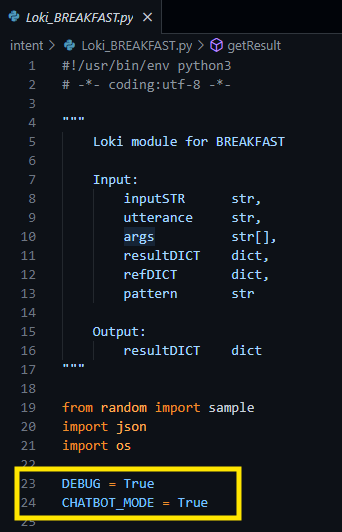 Loki_BREAKFAST.py ×
intent > Loki_BREAKFAST.py > getResult
1 #!/usr/bin/env python3
2 # -*- coding:utf-8 -*-
3
4 """
5     Loki module for BREAKFAST
6
7     Input:
8         inputSTR      str,
9         utterance     str,
10         args          str[],
11         resultDICT    dict,
12         refDICT       dict,
13         pattern       str
14
15     Output:
16         resultDICT    dict
17 """
18
19 from random import sample
20 import json
21 import os
22
23 DEBUG = True
24 CHATBOT_MODE = True
25